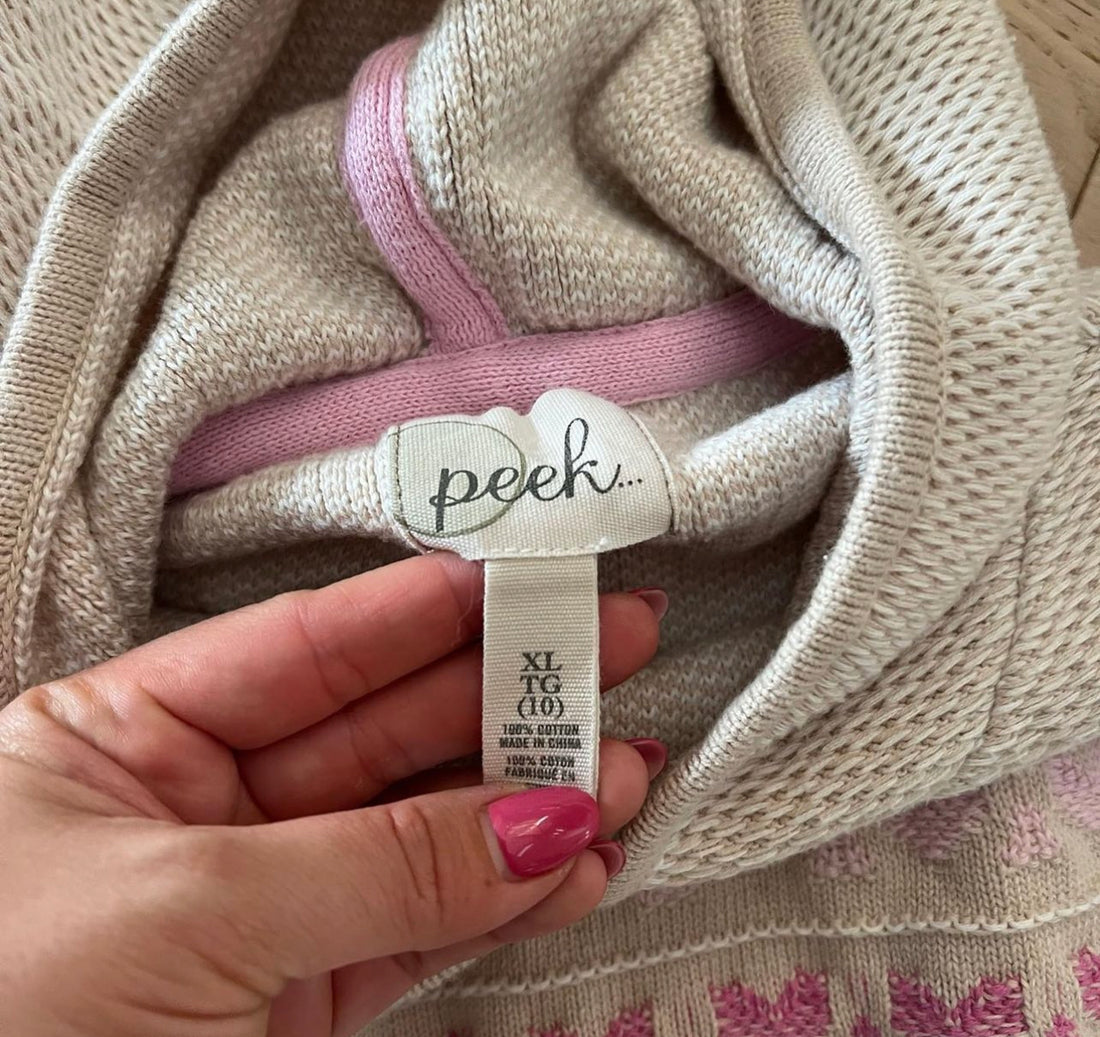 peek...
XL
TG
(10)
100% COTTON
MADE IN CHINA
100% COTON
FABRIQUÉ EN